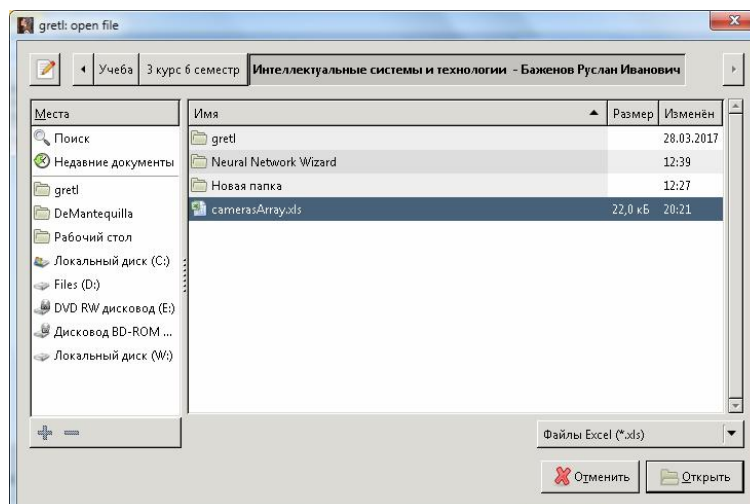 gretl: open file
Учеба 3 курс 6 семестр Интеллектуальные системы и технологии - Баженов Руслан Иванович
Места
Поиск
Недавние документы
gretl
DeMantequilla
Рабочий стол
Локальный диск (C:)
Files (D:)
DVD RW дисковод (E:)
Дисковод BD-ROM ...
Локальный диск (W:)
Имя Размер Изменён
gretl 28.03.2017
Neural Network Wizard 12:39
Новая папка 12:27
camerasArray.xls 22,0 кБ 20:21
Файлы Excel (*.xls)
Отменить Открыть